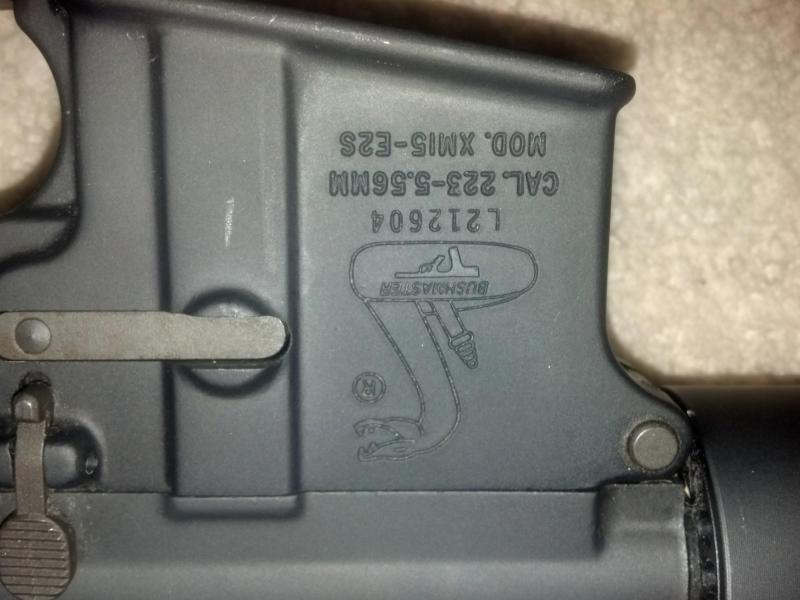 BUSHMASTER
®
L212604
CAL. 223-5.56MM
MOD. XM15-E2S